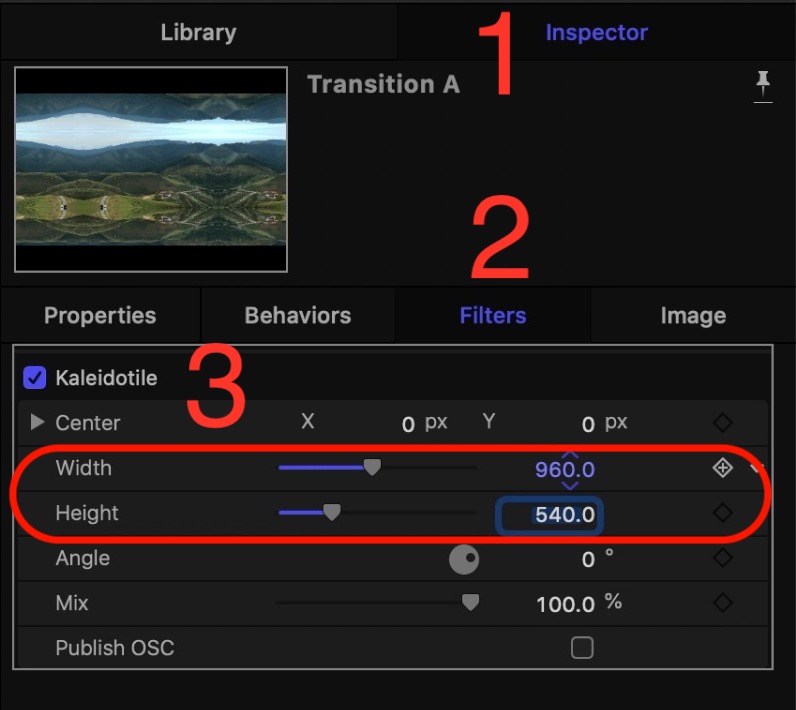 Library Inspector
1
Transition A
2
Properties Behaviors Filters Image
3
Kaleidotile
Center X 0 px Y 0 px
Width 960.0
Height 540.0
Angle 0 °
Mix 100.0 %
Publish OSC